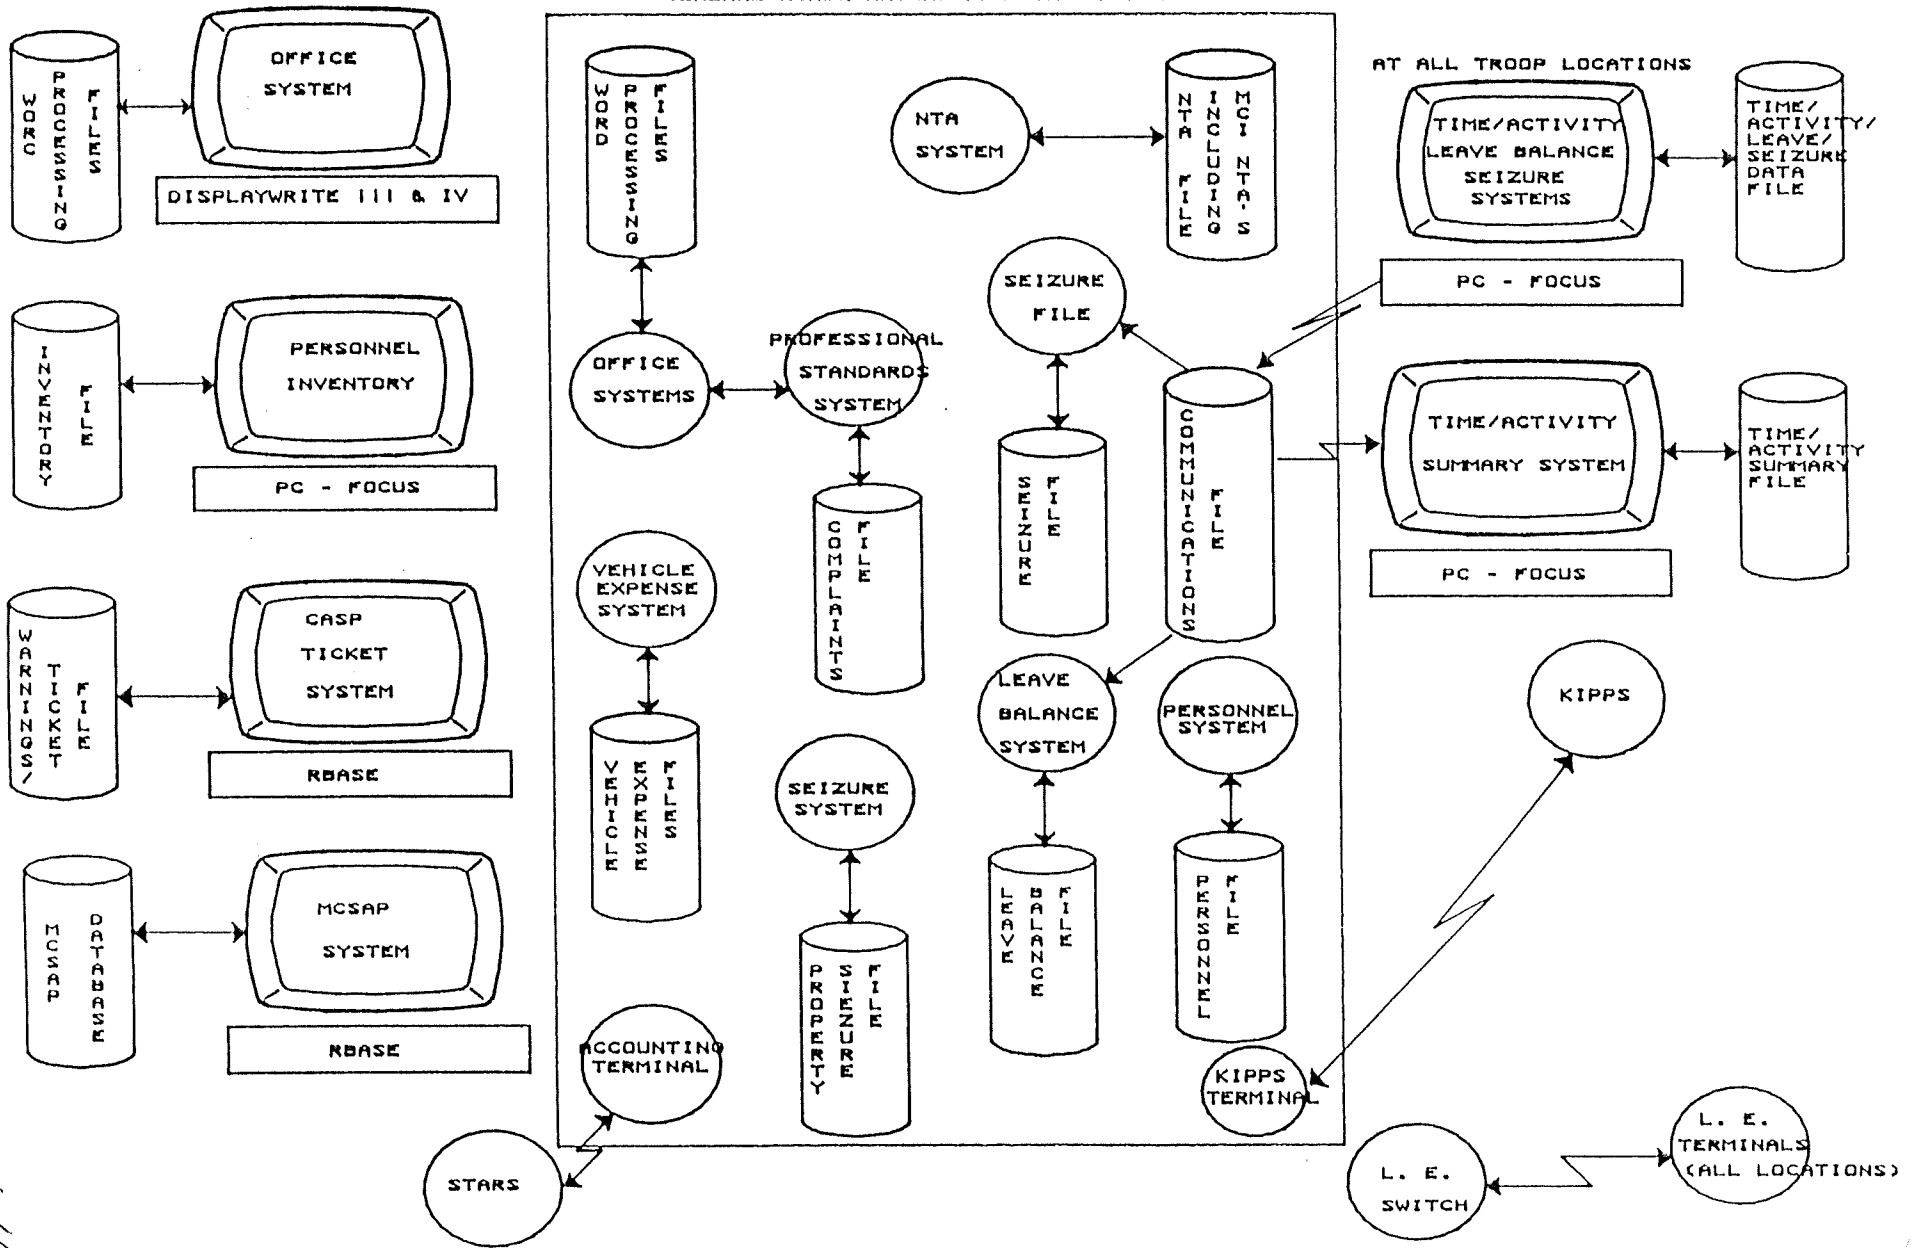 WORC
PROCESSING
FILES
OFFICE
SYSTEM
DISPLAYWRITE III & IV
INVENTORY
FILE
PERSONNEL
INVENTORY
PC - FOCUS
WARNINGS/
TICKET
FILE
CASP
TICKET
SYSTEM
RBASE
MCSAP
DATABASE
MCSAP
SYSTEM
RBASE
WORD
PROCESSING
FILES
OFFICE
SYSTEMS
PROFESSIONAL
STANDARDS
SYSTEM
COMPLAINTS
FILE
VEHICLE
EXPENSE
SYSTEM
VEHICLE
EXPENSE
FILES
SEIZURE
SYSTEM
PROPERTY
SIEZURE
FILE
ACCOUNTING
TERMINAL
STARS
NTA
SYSTEM
NTA FILE
INCLUDING
MCI NTA'S
SEIZURE
FILE
SEIZURE
FILE
COMMUNICATIONS
FILE
LEAVE
BALANCE
SYSTEM
LEAVE
BALANCE
FILE
PERSONNEL
SYSTEM
PERSONNEL
FILE
KIPPS
TERMINAL
AT ALL TROOP LOCATIONS
TIME/ACTIVITY
LEAVE BALANCE
SEIZURE
SYSTEMS
PC - FOCUS
TIME/
ACTIVITY/
LEAVE/
SEIZURE
DATA
FILE
TIME/ACTIVITY
SUMMARY SYSTEM
PC - FOCUS
TIME/
ACTIVITY
SUMMARY
FILE
KIPPS
L. E.
SWITCH
L. E.
TERMINALS
(ALL LOCATIONS)